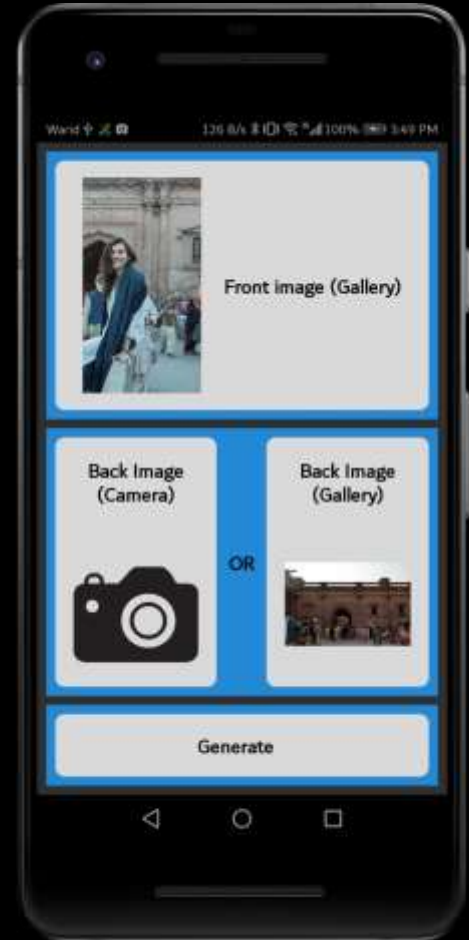 Warid
126 B/s 100% 3:49 PM
Front image (Gallery)
Back Image
(Camera)
OR
Back Image
(Gallery)
Generate